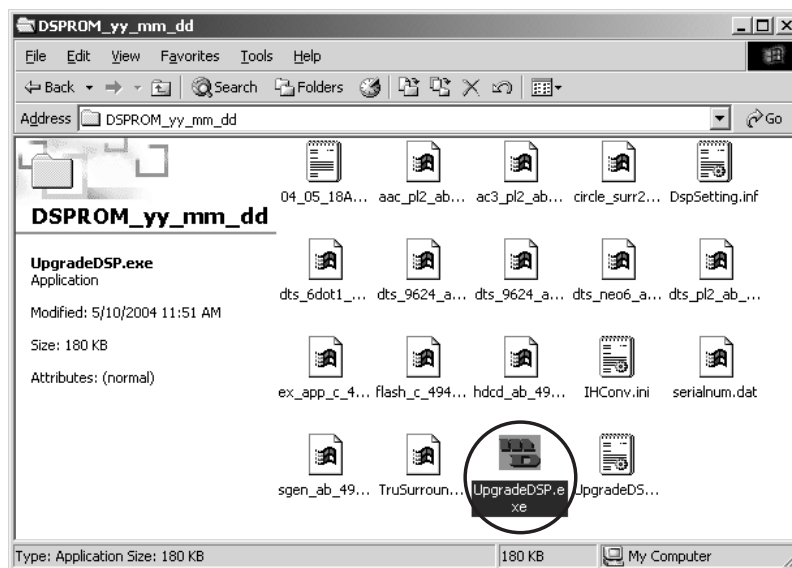 DSPROM_yy_mm_dd
File Edit View Favorites Tools Help
Back Search Folders
Address DSPROM_yy_mm_dd Go
DSPROM_yy_mm_dd
UpgradeDSP.exe
Application
Modified: 5/10/2004 11:51 AM
Size: 180 KB
Attributes: (normal)
04_05_18A... aac_pl2_ab... ac3_pl2_ab... circle_surr2... DspSetting.inf
dts_6dot1_... dts_9624_a... dts_9624_a... dts_neo6_a... dts_pl2_ab_...
ex_app_c_4... flash_c_494... hdcd_ab_49... IHConv.ini serialnum.dat
sgen_ab_49... TruSurroun... UpgradeDSP.e UpgradeDS...
xe
Type: Application Size: 180 KB 180 KB My Computer